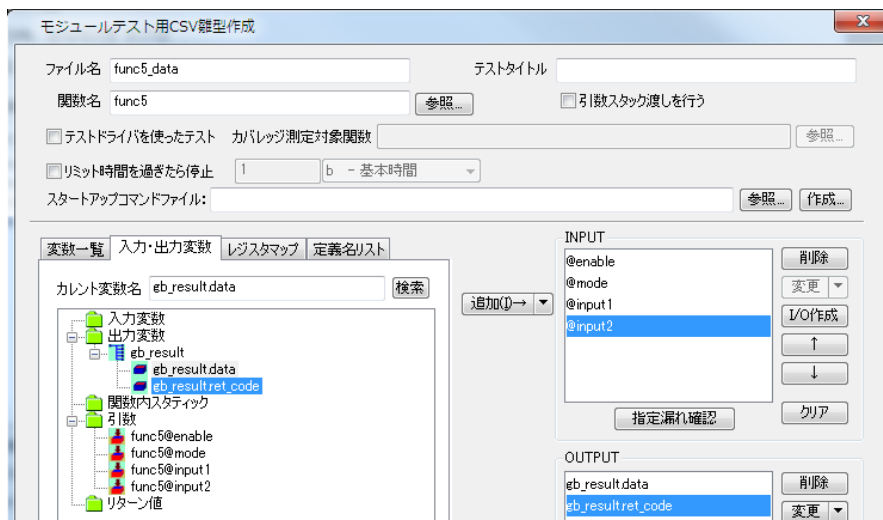 モジュールテスト用CSV雛型作成
ファイル名 func5_data テストタイトル
関数名 func5 参照... 引数スタック渡しを行う
テストドライバを使ったテスト カバレッジ測定対象関数 参照...
リミット時間を過ぎたら停止 1 b - 基本時間
スタートアップコマンドファイル: 参照... 作成...
変数一覧 入力・出力変数 レジスタマップ 定義名リスト
カレント変数名 gb_result.data 検索
入力変数
出力変数
gb_result
gb_result.data
gb_result.ret_code
関数内スタティック
引数
func5@enable
func5@mode
func5@input1
func5@input2
リターン値
追加(I)→
INPUT
@enable
@mode
@input1
@input2
削除
変更
I/O作成
↑
↓
指定漏れ確認 クリア
OUTPUT
gb_result.data 削除
gb_result.ret_code 変更